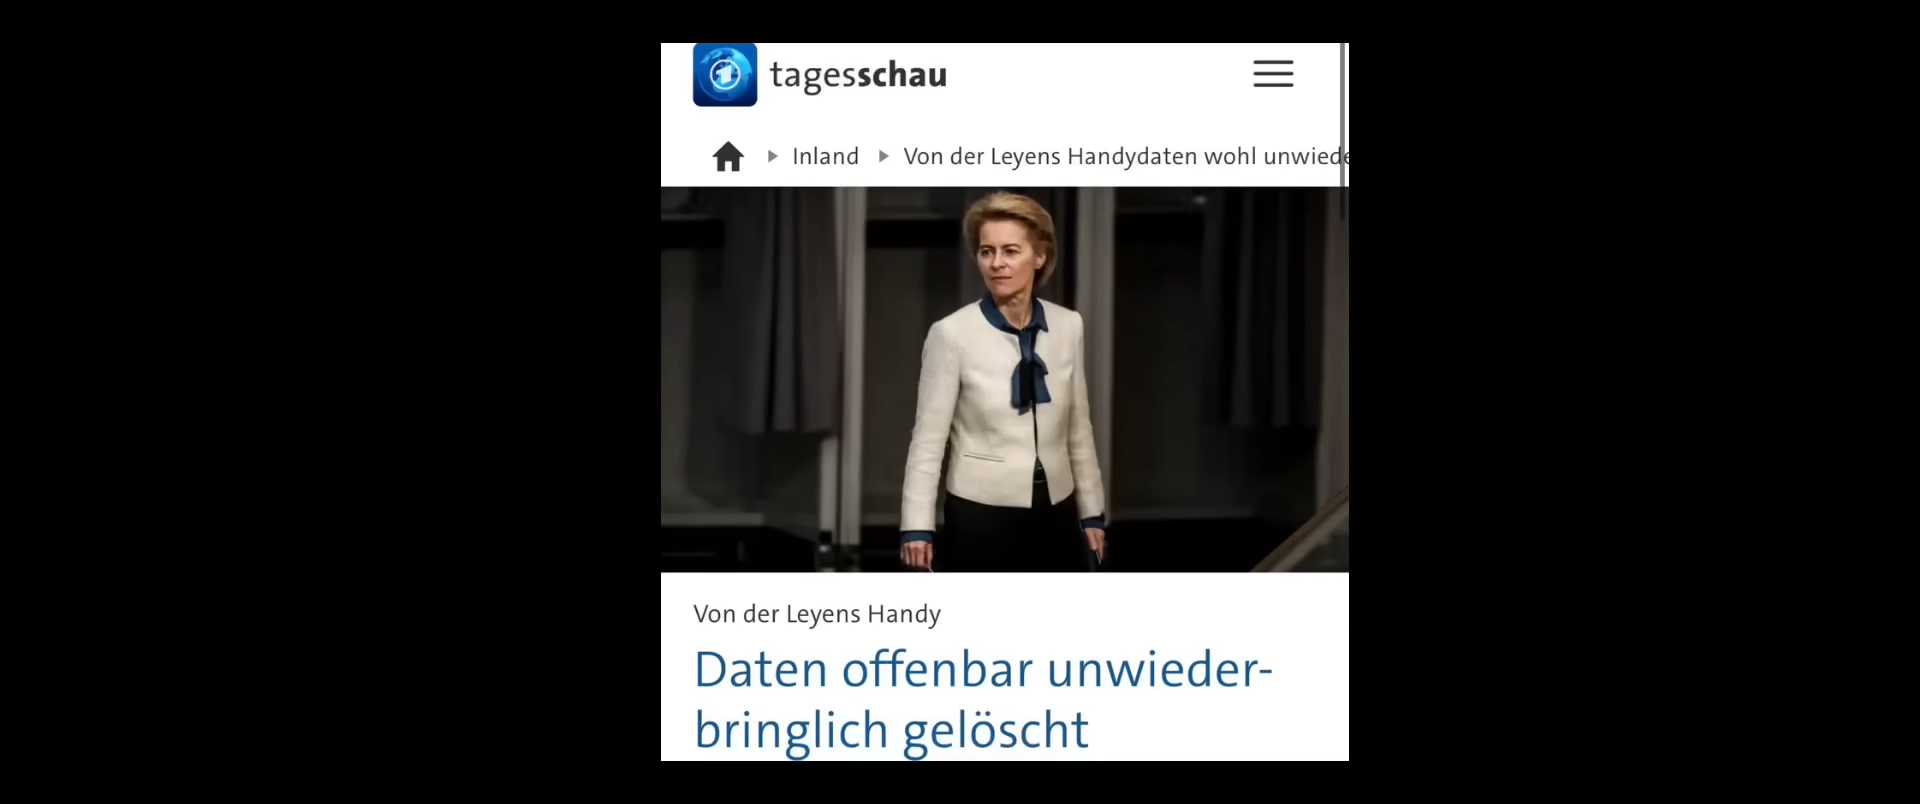 tagesschau
Inland Von der Leyens Handydaten wohl unwiede
Von der Leyens Handy
Daten offenbar unwieder-
bringlich gelöscht